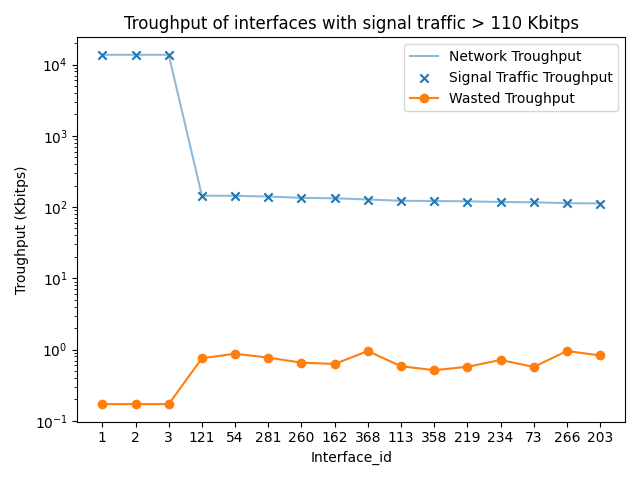 Troughput of interfaces with signal traffic > 110 Kbitps
Network Troughput
Signal Traffic Troughput
Wasted Troughput
Troughput (Kbitps)
10^4
10^3
10^2
10^1
10^0
10^-1
1 2 3 121 54 281 260 162 368 113 358 219 234 73 266 203
Interface_id